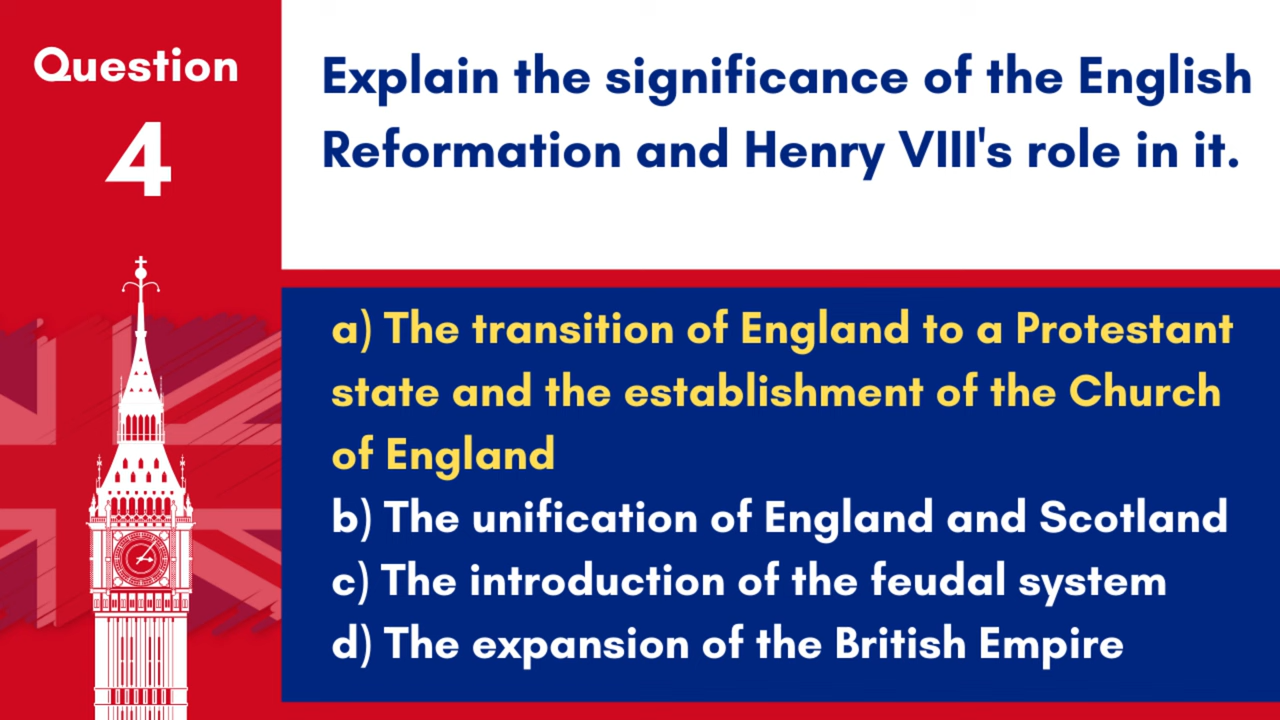 Question
4
Explain the significance of the English
Reformation and Henry VIII's role in it.
a) The transition of England to a Protestant
state and the establishment of the Church
of England
b) The unification of England and Scotland
c) The introduction of the feudal system
d) The expansion of the British Empire